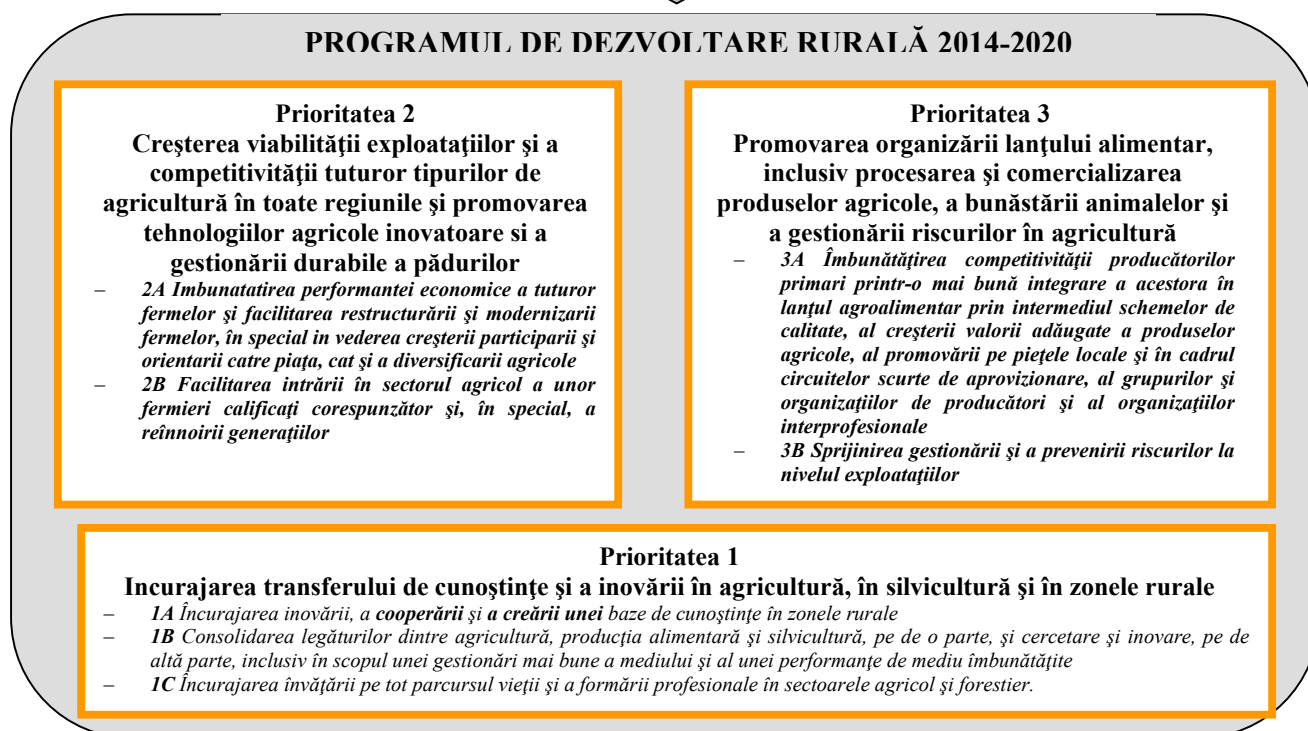 PROGRAMUL DE DEZVOLTARE RURALĂ 2014-2020
Prioritatea 2
Creşterea viabilităţii exploataţiilor şi a
competitivităţii tuturor tipurilor de
agricultură în toate regiunile şi promovarea
tehnologiilor agricole inovatoare si a
gestionării durabile a pădurilor
– 2A Imbunatatirea performantei economice a tuturor
fermelor şi facilitarea restructurării şi modernizarii
fermelor, în special in vederea creşterii participarii şi
orientarii catre piaţa, cat şi a diversificarii agricole
– 2B Facilitarea intrării în sectorul agricol a unor
fermieri calificaţi corespunzător şi, în special, a
reînnoirii generaţiilor
Prioritatea 3
Promovarea organizării lanţului alimentar,
inclusiv procesarea şi comercializarea
produselor agricole, a bunăstării animalelor şi
a gestionării riscurilor în agricultură
– 3A Îmbunătăţirea competitivităţii producătorilor
primari printr-o mai bună integrare a acestora în
lanţul agroalimentar prin intermediul schemelor de
calitate, al creşterii valorii adăugate a produselor
agricole, al promovării pe pieţele locale şi în cadrul
circuitelor scurte de aprovizionare, al grupurilor şi
organizaţiilor de producători şi al organizaţiilor
interprofesionale
– 3B Sprijinirea gestionării şi a prevenirii riscurilor la
nivelul exploataţiilor
Prioritatea 1
Incurajarea transferului de cunoştinţe şi a inovării în agricultură, în silvicultură şi în zonele rurale
– 1A Încurajarea inovării, a cooperării şi a creării unei baze de cunoştinţe în zonele rurale
– 1B Consolidarea legăturilor dintre agricultură, producţia alimentară şi silvicultură, pe de o parte, şi cercetare şi inovare, pe de
altă parte, inclusiv în scopul unei gestionări mai bune a mediului şi al unei performanţe de mediu îmbunătăţite
– 1C Încurajarea învăţării pe tot parcursul vieţii şi a formării profesionale în sectoarele agricol şi forestier.